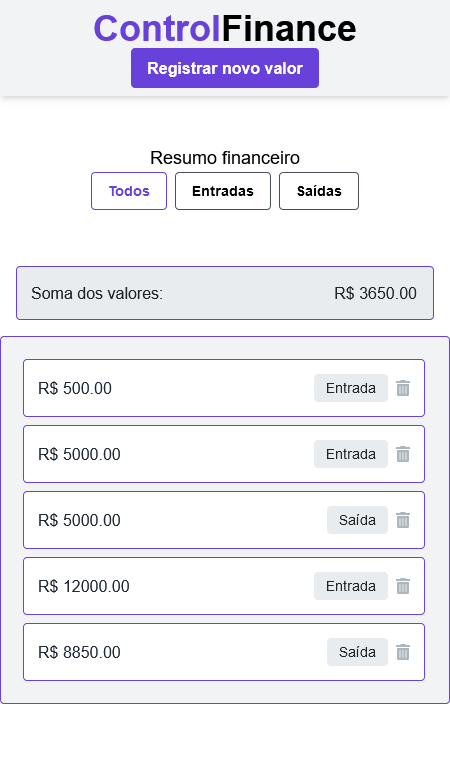 ControlFinance
Registrar novo valor
Resumo financeiro
Todos Entradas Saídas
Soma dos valores: R$ 3650.00
R$ 500.00 Entrada
R$ 5000.00 Entrada
R$ 5000.00 Saída
R$ 12000.00 Entrada
R$ 8850.00 Saída